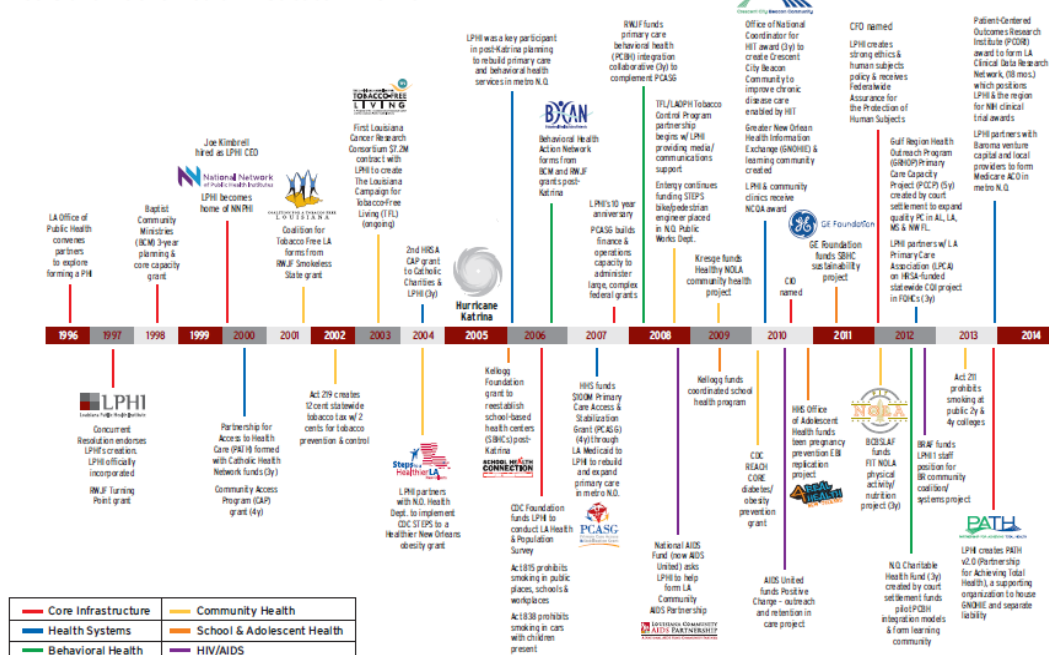 Crescent City Beacon Community
LPHI was a key participant
in post-Katrina planning
to rebuild primary care
and behavioral health
services in metro N.O.
RWJF funds
primary care
behavioral health
(PCBH) integration
collaborative (3y) to
complement PCASG
Office of National
Coordinator for
HIT award (3y) to
create Crescent
City Beacon
Community to
improve chronic
disease care
enabled by HIT
Greater New Orlean
Health Information
Exchange (GNOHIE) &
learning community
created
LPHI & community
clinics receive
NCQA award
CFO named
LPHI creates
strong ethics &
human subjects
policy & receives
Federalwide
Assurance for
the Protection of
Human Subjects
Patient-Centered
Outcomes Research
Institute (PCORI)
award to form LA
Clinical Data Research
Network, (18 mos.)
which positions
LPHI & the region
for NIH clinical
trial awards
LPHI partners with
Baroma venture
capital and local
providers to form
Medicare ACO in
metro N.O.
TOBACCO-FREE
LIVING
First Louisiana
Cancer Research
Consortium $7.2M
contract with
LPHI to create
The Louisiana
Campaign for
Tobacco-Free
Living (TFL)
(ongoing)
BHAN
Behavioral Health
Action Network
forms from
BCM and RWJF
grants post-
Katrina
TFL/LADPH Tobacco
Control Program
partnership
begins w/ LPHI
providing media/
communications
support
Entergy continues
funding STEPS
bike/pedestrian
engineer placed
in N.O. Public
Works Dept.
Gulf Region Health
Outreach Program
(GRHOP) Primary
Care Capacity
Project (PCCP) (5y)
created by court
settlement to expand
quality PC in AL, LA,
MS & NW FL.
LPHI partners w/ LA
Primary Care
Association (LPCA)
on HRSA-funded
statewide CQI project
in FQHCs (3y)
Joe Kimbrell
hired as LPHI CEO
National Network
of Public Health Institutes
LPHI becomes
home of NNPHI
COALITION FOR A TOBACCO-FREE
LOUISIANA
Coalition for
Tobacco Free LA
forms from
RWJF Smokeless
State grant
LA Office of
Public Health
convenes
partners
to explore
forming a PHI
Baptist
Community
Ministries
(BCM) 3-year
planning &
core capacity
grant
2nd HRSA
CAP grant
to Catholic
Charities &
LPHI (3y)
Hurricane
Katrina
LPHI's 10 year
anniversary
PCASG builds
finance &
operations
capacity to
administer
large, complex
federal grants
Kresge funds
Healthy NOLA
community health
project
CIO
named
GE Foundation
GE Foundation
funds SBHC
sustainability
project
1996 1997 1998 1999 2000 2001 2002 2003 2004 2005 2006 2007 2008 2009 2010 2011 2012 2013 2014
LPHI
Louisiana Public Health Institute
Concurrent
Resolution endorses
LPHI's creation.
LPHI officially
incorporated
RWJF Turning
Point grant
Partnership for
Access to Health
Care (PATH) formed
with Catholic Health
Network funds (3y)
Community Access
Program (CAP)
grant (4y)
Act 219 creates
12 cent statewide
tobacco tax w/ 2
cents for tobacco
prevention & control
Steps to a
HealthierLA
LPHI partners
with N.O. Health
Dept. to implement
CDC STEPS to a
Healthier New Orleans
obesity grant
Kellogg
Foundation
grant to
reestablish
school-based
health centers
(SBHCs) post-
Katrina
SCHOOL HEALTH
CONNECTION
CDC Foundation
funds LPHI to
conduct LA Health
& Population
Survey
Act 815 prohibits
smoking in public
places, schools &
workplaces
Act 838 prohibits
smoking in cars
with children
present
HHS funds
$100M Primary
Care Access &
Stabilization
Grant (PCASG)
(4y) through
LA Medicaid to
LPHI to rebuild
and expand
primary care
in metro N.O.
PCASG
National AIDS
Fund (now AIDS
United) asks
LPHI to help
form LA
Community
AIDS Partnership
LOUISIANA COMMUNITY
AIDS PARTNERSHIP
Kellogg funds
coordinated school
health program
CDC
REACH
CORE
diabetes/
obesity
prevention
grant
AIDS United
funds Positive
Charge – outreach
and retention in
care project
HHS Office
of Adolescent
Health funds
teen pregnancy
prevention EBI
replication
project
4 REAL
HEALTH
FIT
NOLA
BCBSLAF
funds
FIT NOLA
physical
activity/
nutrition
project (3y)
N.O. Charitable
Health Fund (3y)
created by court
settlement funds
pilot PCBH
integration models
& form learning
community
BRAF funds
LPHI 1 staff
position for
BR community
coalition/
systems project
Act 211
prohibits
smoking at
public 2y &
4y colleges
PATH
LPHI creates PATH
v2.0 (Partnership
for Achieving Total
Health), a supporting
organization to house
GNOHIE and separate
liability
Core Infrastructure
Community Health
Health Systems
School & Adolescent Health
Behavioral Health
HIV/AIDS